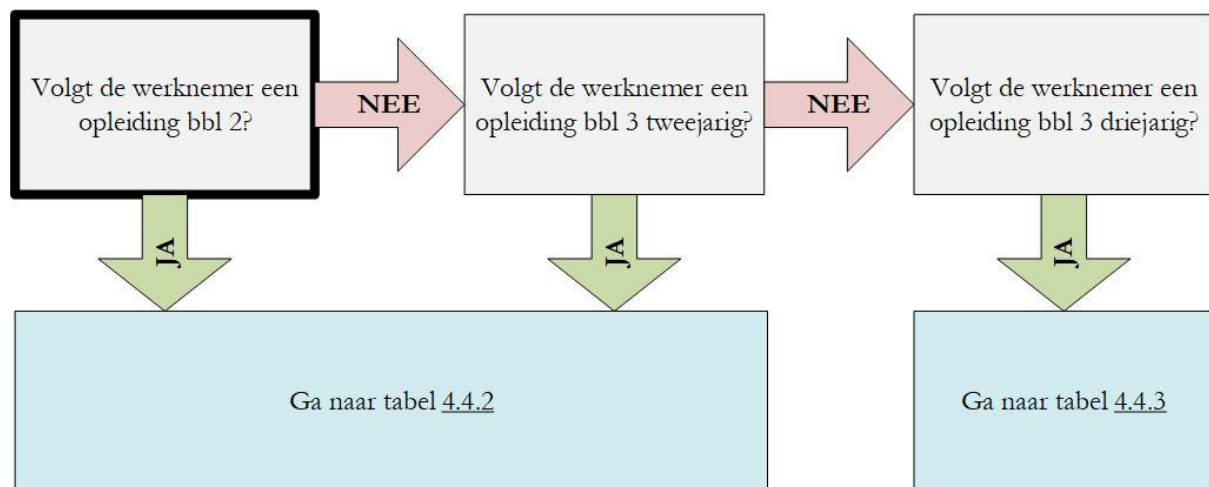 Volgt de werknemer een
opleiding bbl 2?
NEE
Volgt de werknemer een
opleiding bbl 3 tweejarig?
NEE
Volgt de werknemer een
opleiding bbl 3 driejarig?
JA
JA
JA
Ga naar tabel 4.4.2
Ga naar tabel 4.4.3